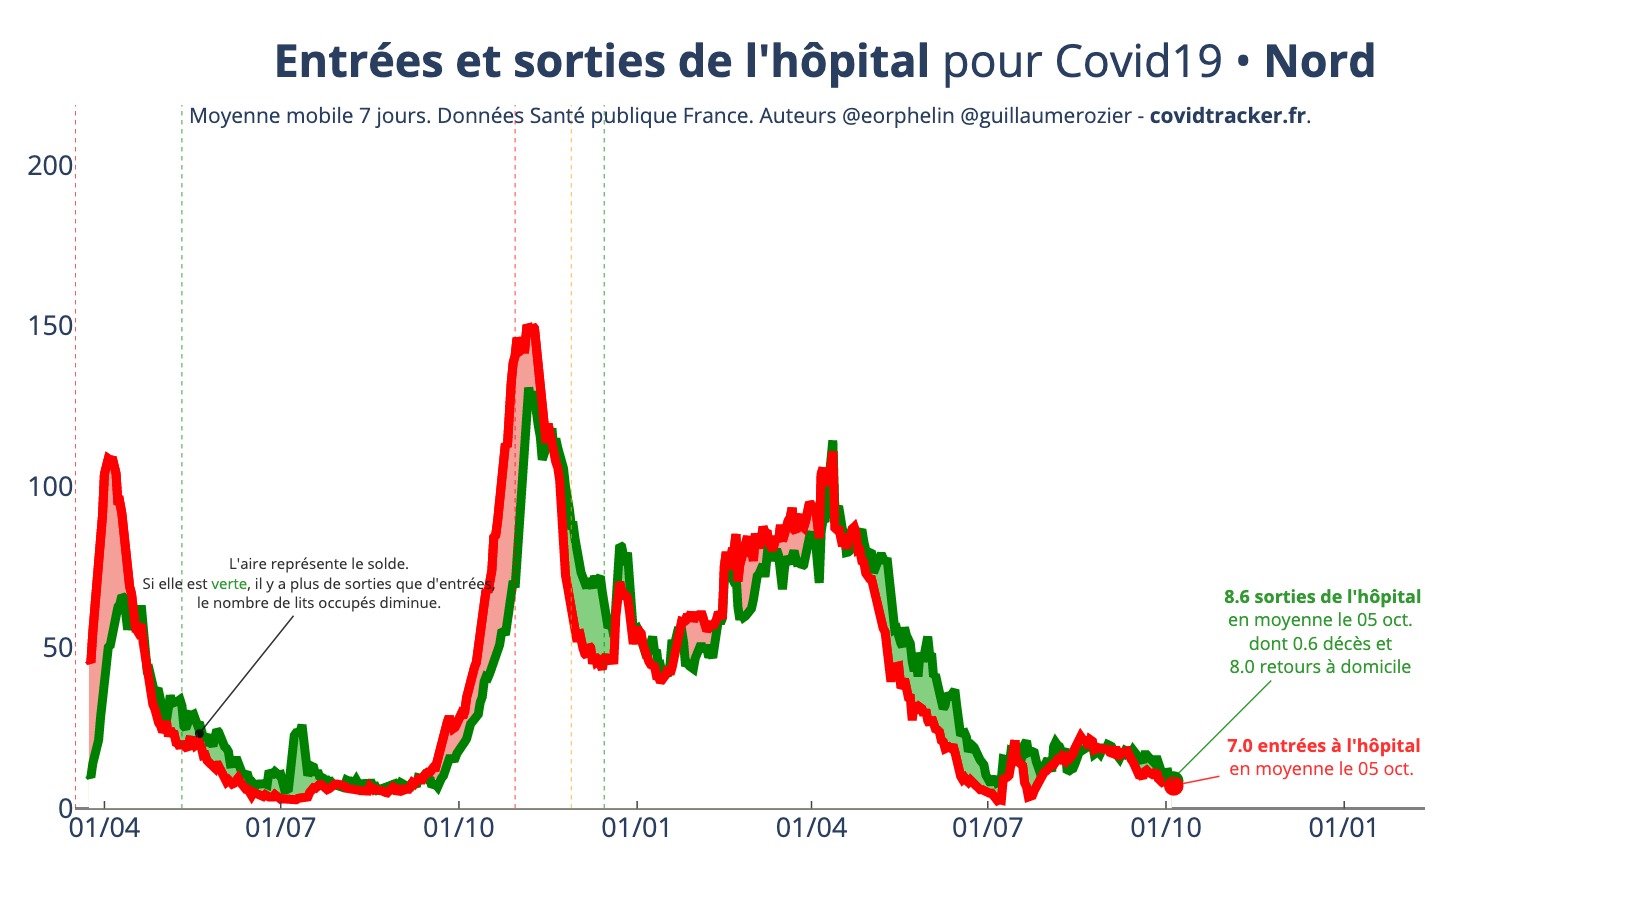 Entrées et sorties de l'hôpital pour Covid19 • Nord
Moyenne mobile 7 jours. Données Santé publique France. Auteurs @eorphelin @guillaumerozier - covidtracker.fr.
200
150
100
50
0
L'aire représente le solde.
Si elle est verte, il y a plus de sorties que d'entrées,
le nombre de lits occupés diminue.
8.6 sorties de l'hôpital
en moyenne le 05 oct.
dont 0.6 décès et
8.0 retours à domicile
7.0 entrées à l'hôpital
en moyenne le 05 oct.
01/04 01/07 01/10 01/01 01/04 01/07 01/10 01/01